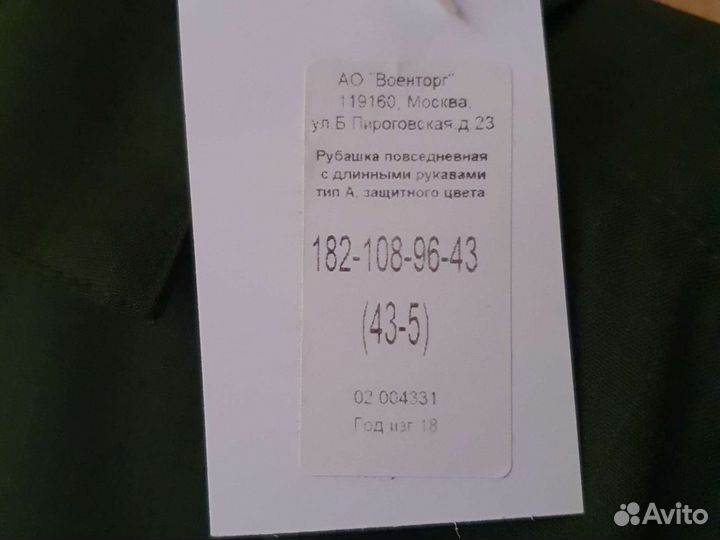 АО "Военторг"
119160, Москва,
ул.Б Пироговская д 23
Рубашка повседневная
с длинными рукавами
тип А, защитного цвета
182-108-96-43
(43-5)
02 004331
Год изг 18
Avito